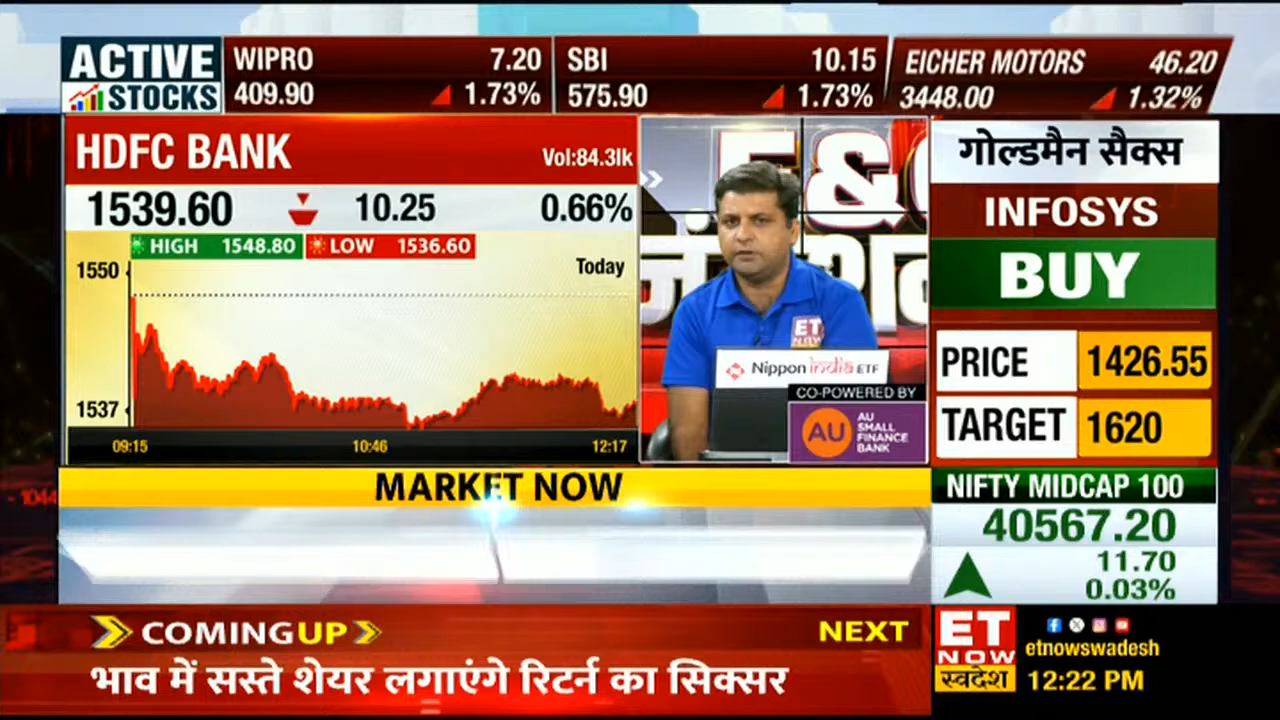 ACTIVE STOCKS
WIPRO 7.20
409.90 1.73%
SBI 10.15
575.90 1.73%
EICHER MOTORS 46.20
3448.00 1.32%
HDFC BANK Vol:84.3lk
1539.60 10.25 0.66%
HIGH 1548.80 LOW 1536.60
1550 Today
1537
09:15 10:46 12:17
F&
ET NOW
Nippon india ETF
CO-POWERED BY
AU
AU SMALL FINANCE BANK
गोल्डमैन सैक्स
INFOSYS
BUY
PRICE 1426.55
TARGET 1620
MARKET NOW
NIFTY MIDCAP 100
40567.20
11.70
0.03%
COMING UP NEXT
भाव में सस्ते शेयर लगाएंगे रिटर्न का सिक्सर
ET NOW स्वदेश
etnowswadesh
12:22 PM